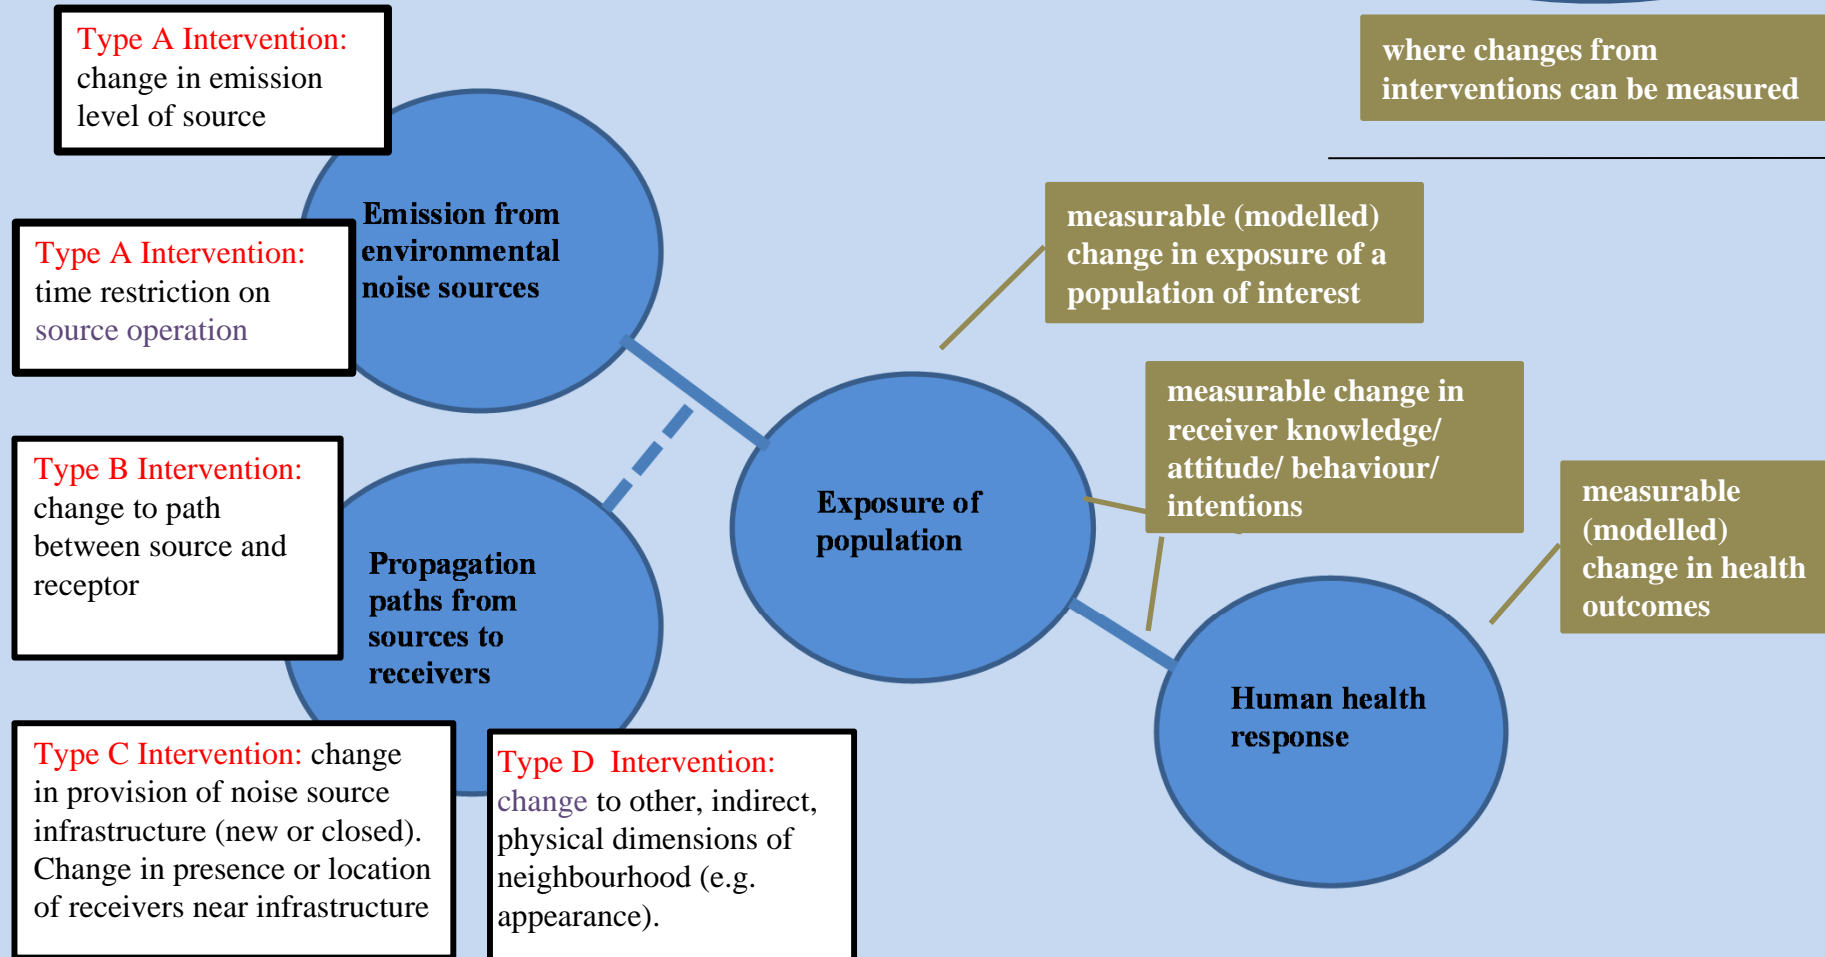 Type A Intervention:
change in emission
level of source
where changes from
interventions can be measured
Emission from
environmental
noise sources
Type A Intervention:
time restriction on
source operation
measurable (modelled)
change in exposure of a
population of interest
measurable change in
receiver knowledge/
attitude/ behaviour/
intentions
Type B Intervention:
change to path
between source and
receptor
Exposure of
population
measurable
(modelled)
change in health
outcomes
Propagation
paths from
sources to
receivers
Human health
response
Type C Intervention: change
in provision of noise source
infrastructure (new or closed).
Change in presence or location
of receivers near infrastructure
Type D  Intervention:
change to other, indirect,
physical dimensions of
neighbourhood (e.g.
appearance).